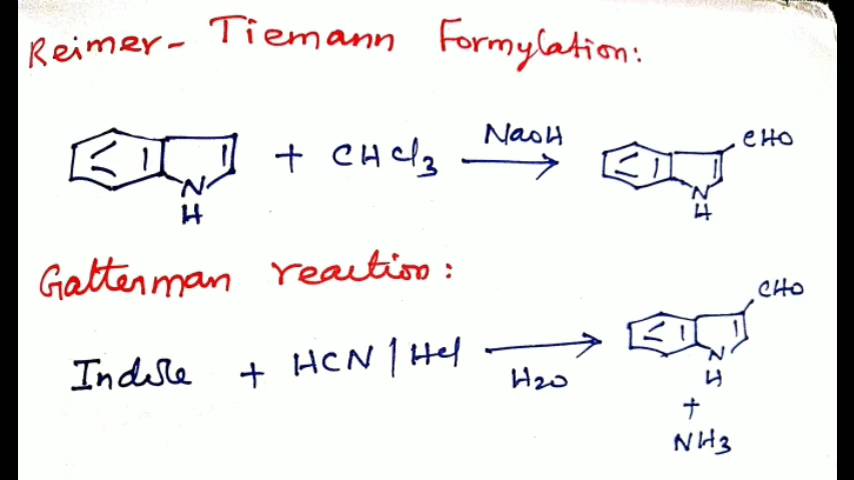 Reimer- Tiemann Formylation:
NaOH
+ CHCl3
CHO
N
H
N
H
Gatterman reaction:
CHO
Indole + HCN | HCl
H2O
N
H
+
NH3